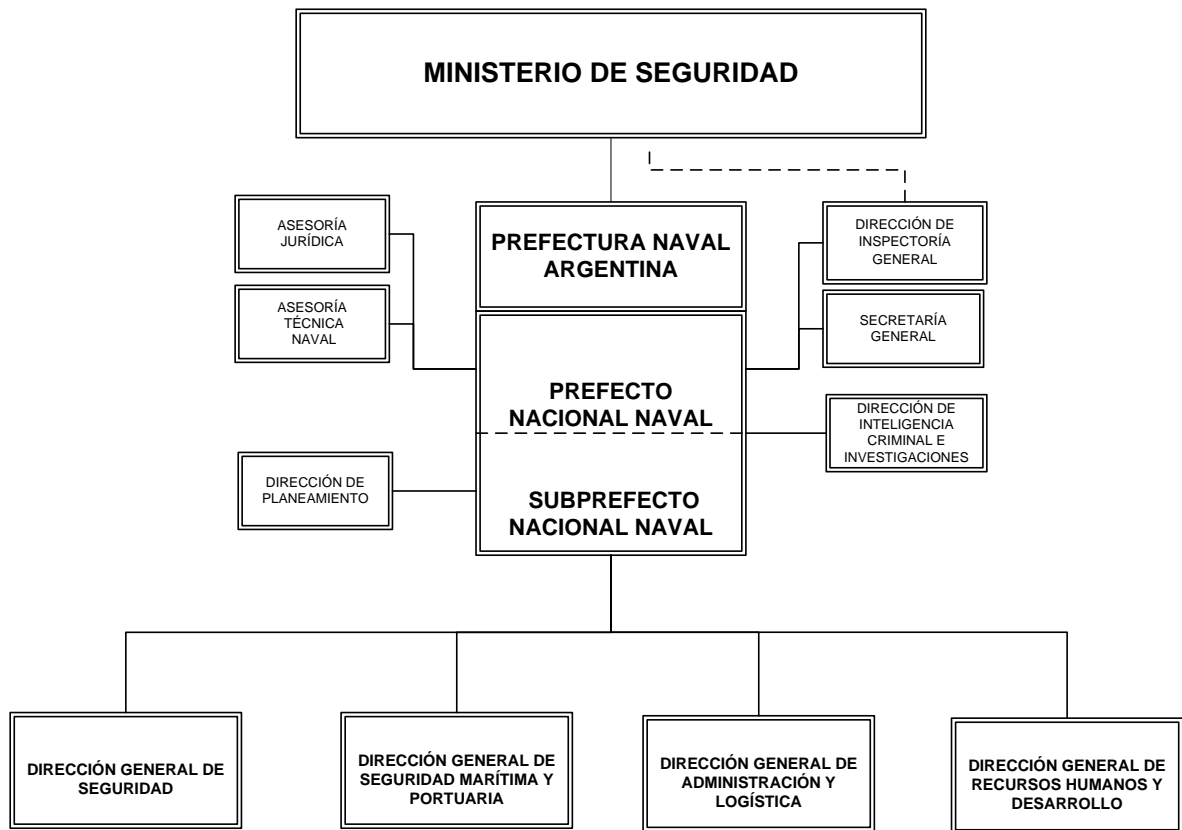 MINISTERIO DE SEGURIDAD
ASESORÍA
JURÍDICA
PREFECTURA NAVAL
ARGENTINA
DIRECCIÓN DE
INSPECTORÍA
GENERAL
ASESORÍA
TÉCNICA
NAVAL
SECRETARÍA
GENERAL
PREFECTO
NACIONAL NAVAL
DIRECCIÓN DE
INTELIGENCIA
CRIMINAL E
INVESTIGACIONES
DIRECCIÓN DE
PLANEAMIENTO
SUBPREFECTO
NACIONAL NAVAL
DIRECCIÓN GENERAL DE
SEGURIDAD
DIRECCIÓN GENERAL DE
SEGURIDAD MARÍTIMA Y
PORTUARIA
DIRECCIÓN GENERAL DE
ADMINISTRACIÓN Y
LOGÍSTICA
DIRECCIÓN GENERAL DE
RECURSOS HUMANOS Y
DESARROLLO